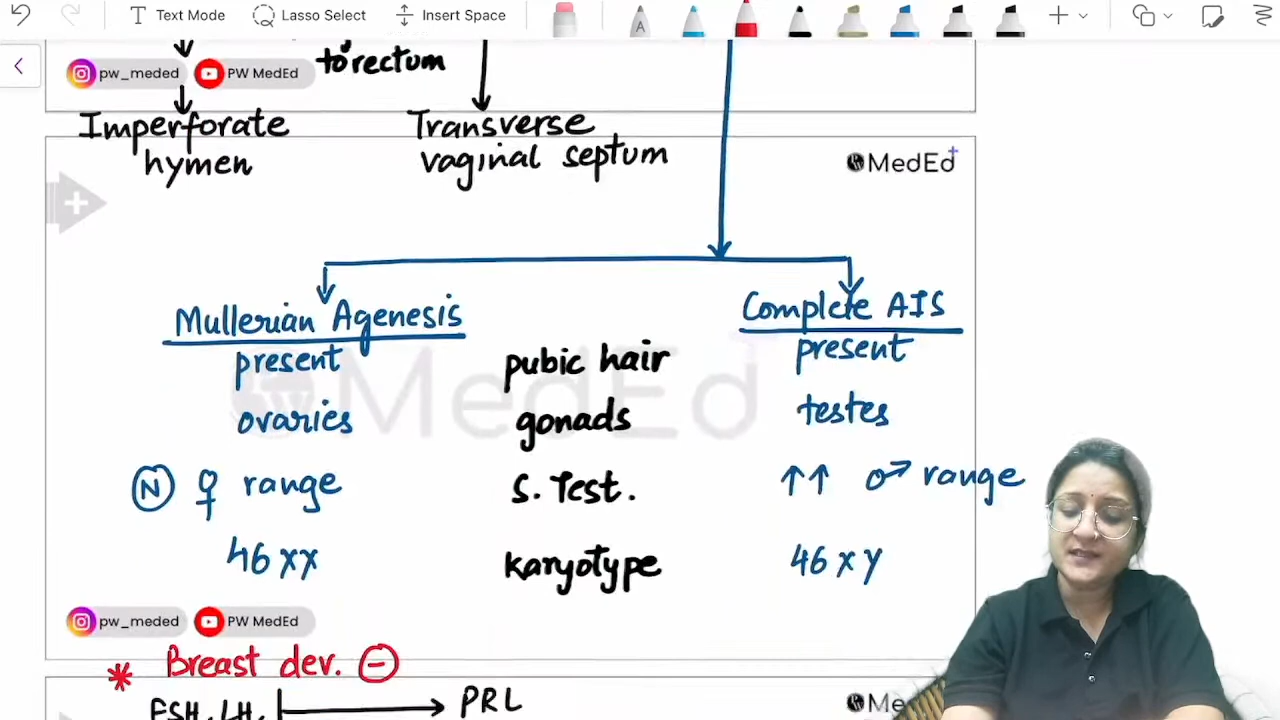 Text Mode
Lasso Select
Insert Space
A
to rectum
pw_meded
PW MedEd
Imperforate
hymen
Transverse
vaginal septum
MedEd
Mullerian Agenesis
Complete AIS
present pubic hair present
MedEd
ovaries gonads testes
N ♀ range S. Test. ↑↑ ♂ range
46 XX karyotype 46 XY
pw_meded
PW MedEd
* Breast dev. ⊖
FSH, LH, → PRL
Me